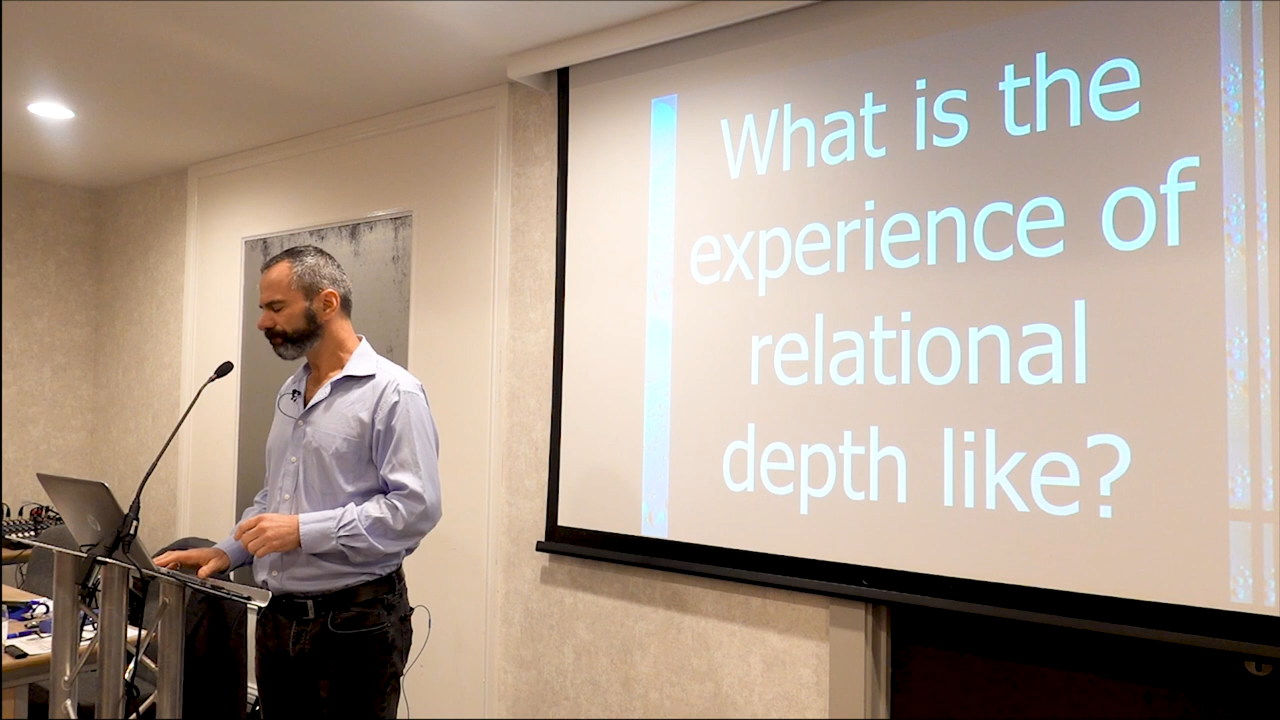 What is the
experience of
relational
depth like?